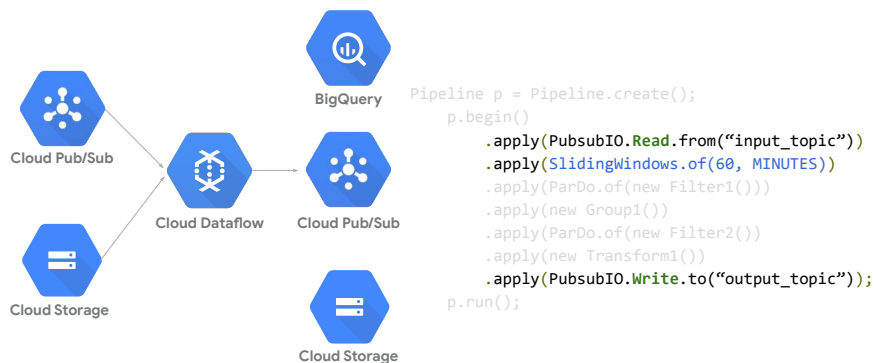 BigQuery
Cloud Pub/Sub
Cloud Storage
Cloud Dataflow
Cloud Pub/Sub
Cloud Storage
Pipeline p = Pipeline.create();
p.begin()
.apply(PubsubIO.Read.from(“input_topic”))
.apply(SlidingWindows.of(60, MINUTES))
.apply(ParDo.of(new Filter1()))
.apply(new Group1())
.apply(ParDo.of(new Filter2())
.apply(new Transform1())
.apply(PubsubIO.Write.to(“output_topic”));
p.run();